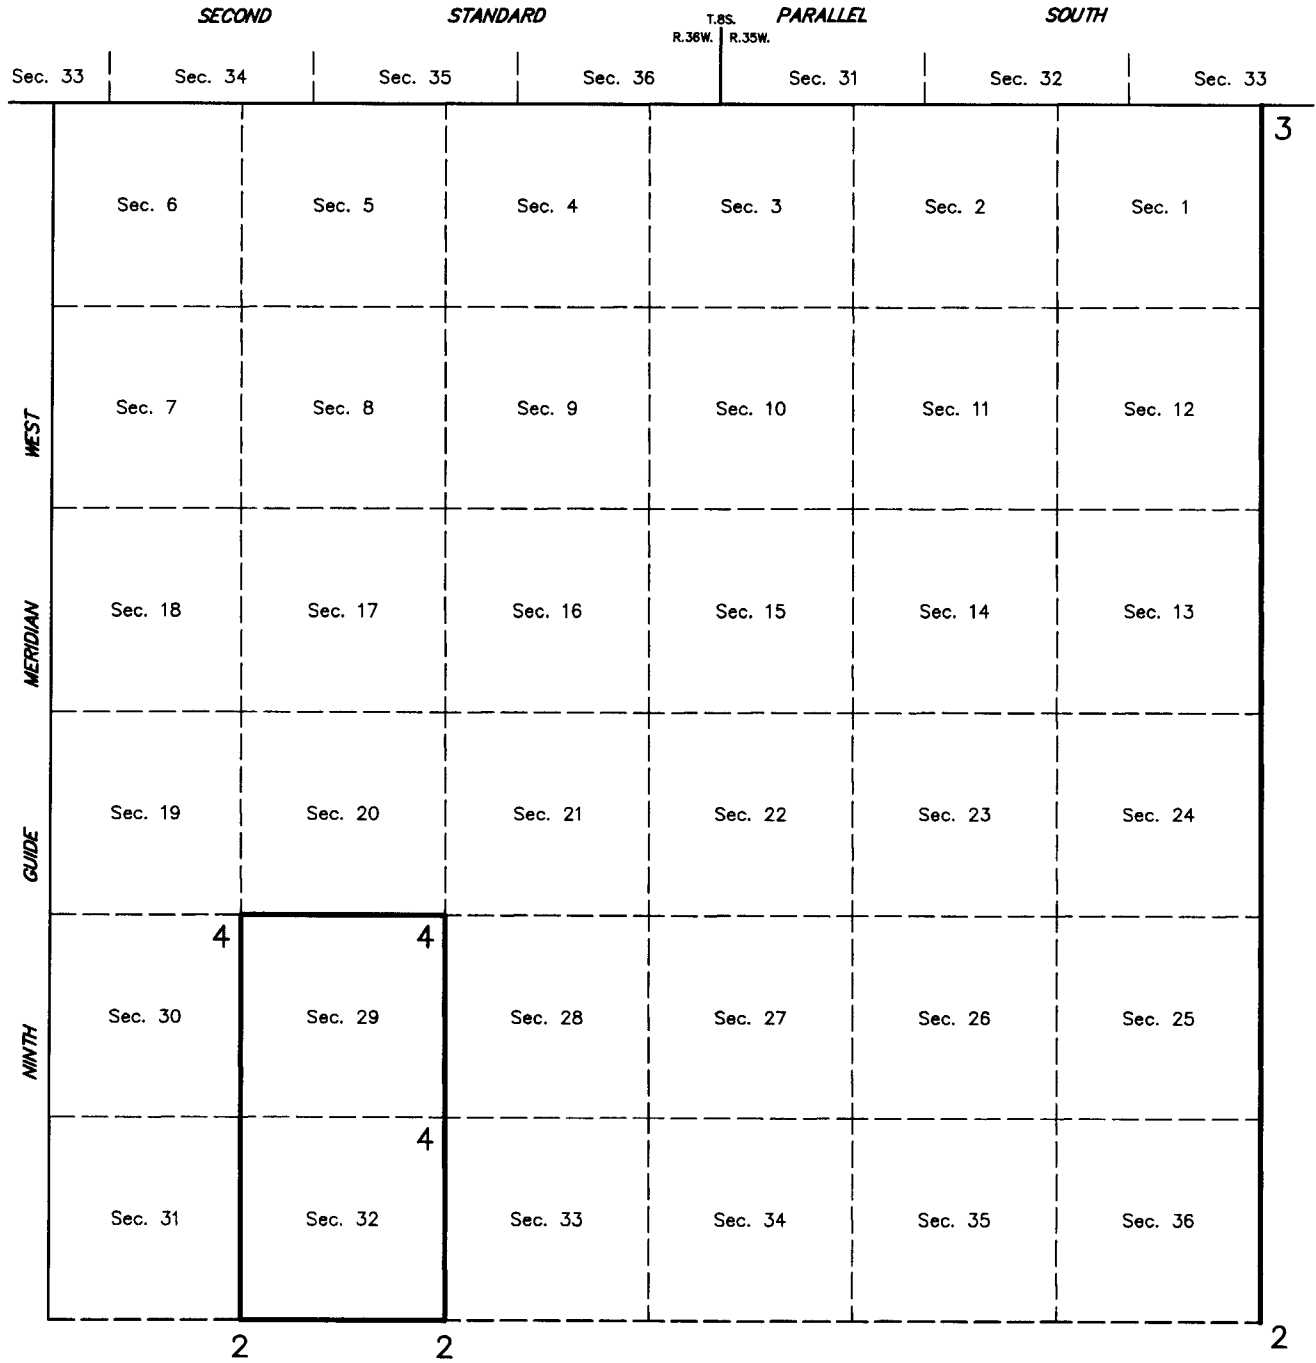 SECOND STANDARD PARALLEL SOUTH
T.8S.
R.36W. R.35W.
Sec. 33 Sec. 34 Sec. 35 Sec. 36 Sec. 31 Sec. 32 Sec. 33
3
Sec. 6 Sec. 5 Sec. 4 Sec. 3 Sec. 2 Sec. 1
Sec. 7 Sec. 8 Sec. 9 Sec. 10 Sec. 11 Sec. 12
Sec. 18 Sec. 17 Sec. 16 Sec. 15 Sec. 14 Sec. 13
Sec. 19 Sec. 20 Sec. 21 Sec. 22 Sec. 23 Sec. 24
4 4
Sec. 30 Sec. 29 Sec. 28 Sec. 27 Sec. 26 Sec. 25
4
Sec. 31 Sec. 32 Sec. 33 Sec. 34 Sec. 35 Sec. 36
2 2 2
NINTH GUIDE MERIDIAN WEST